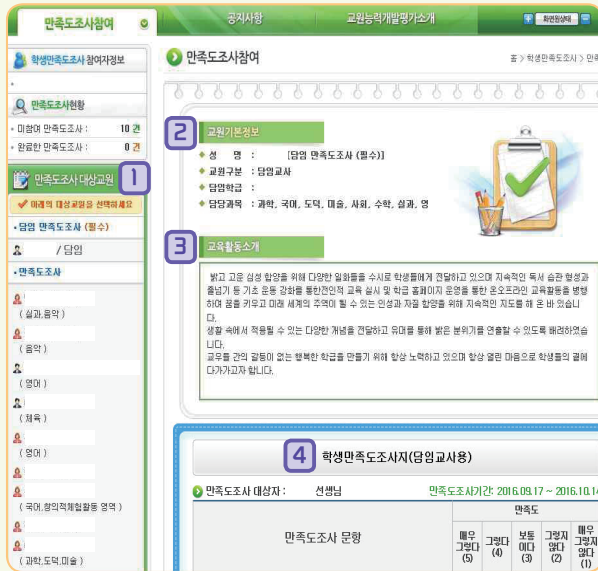 만족도조사참여
공지사항
교원능력개발평가소개
화면원상태
학생만족도조사 참여자정보
만족도조사현황
미참여 만족도조사 : 10 건
완료한 만족도조사 : 0 건
만족도조사 대상교원 1
아래의 대상교원을 선택하세요
담임 만족도조사 (필수)
/ 담임
만족도조사
( 실과,음악 )
( 음악 )
( 영어 )
( 체육 )
( 영어 )
( 국어,창의적체험활동 영역 )
( 과학,도덕,미술 )
만족도조사참여
홈 > 학생만족도조사 > 만족
2 교원기본정보
성 명 : [담임 만족도조사 (필수)]
교원구분 : 담임교사
담임학급 :
담당과목 : 과학, 국어, 도덕, 미술, 사회, 수학, 실과, 영
3 교육활동소개
밝고 고운 심성 함양을 위해 다양한 일화들을 수시로 학생들에게 전달하고 있으며 지속적인 독서 습관 형성과
줄넘기 등 기초 운동 강화를 통한전인적 교육 실시 및 학급 홈페이지 운영을 통한 온오프라인 교육활동을 병행
하여 꿈을 키우고 미래 세계의 주역이 될 수 있는 인성과 자질 함양을 위해 지속적인 지도를 해 온 바 있습니
다.
생활 속에서 적용될 수 있는 다양한 개념을 전달하고 유머를 통해 밝은 분위기를 연출할 수 있도록 배려하였습
니다.
교우들 간의 갈등이 없는 행복한 학급을 만들기 위해 항상 노력하고 있으며 항상 열린 마음으로 학생들의 곁에
다가가고자 합니다.
4 학생만족도조사지(담임교사용)
만족도조사 대상자 : 선생님
만족도조사기간: 2016.09.17 ~ 2016.10.14
만족도조사 문항
만족도
매우 그렇다 (5)
그렇다 (4)
보통 이다 (3)
그렇지 않다 (2)
매우 그렇지 않다 (1)